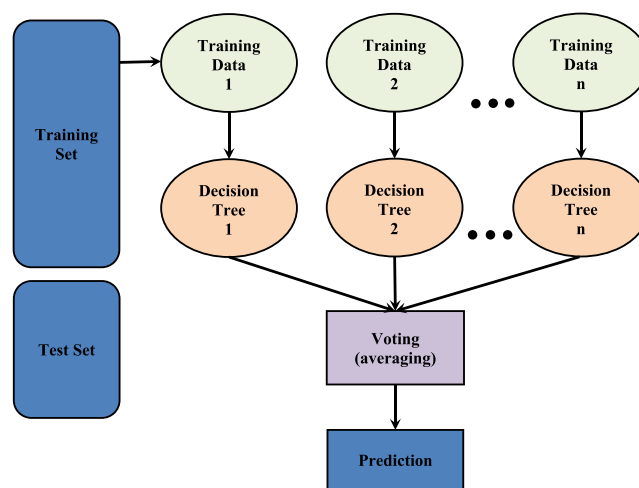 Training
Data
1
Training
Data
2
Training
Data
n
Training
Set
Decision
Tree
1
Decision
Tree
2
Decision
Tree
n
Test Set
Voting
(averaging)
Prediction